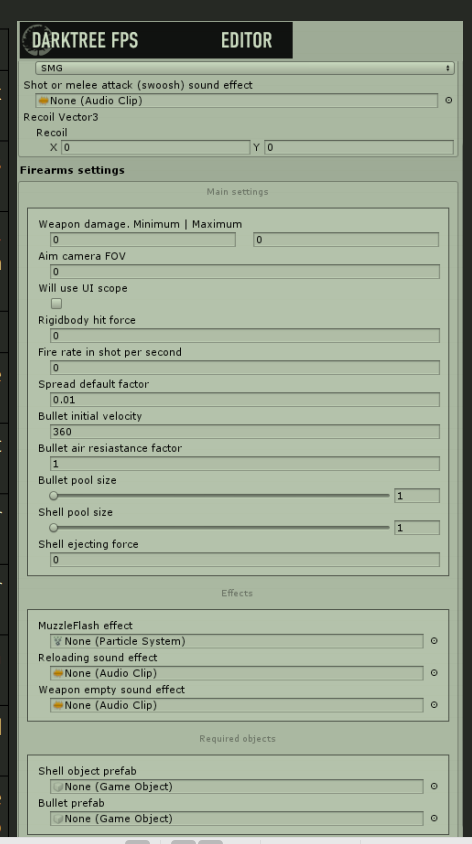 DARKTREE FPS EDITOR
SMG
Shot or melee attack (swoosh) sound effect
None (Audio Clip)
Recoil Vector3
Recoil
X 0 Y 0
Firearms settings
Main settings
Weapon damage. Minimum | Maximum
0 0
Aim camera FOV
0
Will use UI scope
Rigidbody hit force
0
Fire rate in shot per second
0
Spread default factor
0.01
Bullet initial velocity
360
Bullet air resiastance factor
1
Bullet pool size
1
Shell pool size
1
Shell ejecting force
0
Effects
MuzzleFlash effect
None (Particle System)
Reloading sound effect
None (Audio Clip)
Weapon empty sound effect
None (Audio Clip)
Required objects
Shell object prefab
None (Game Object)
Bullet prefab
None (Game Object)